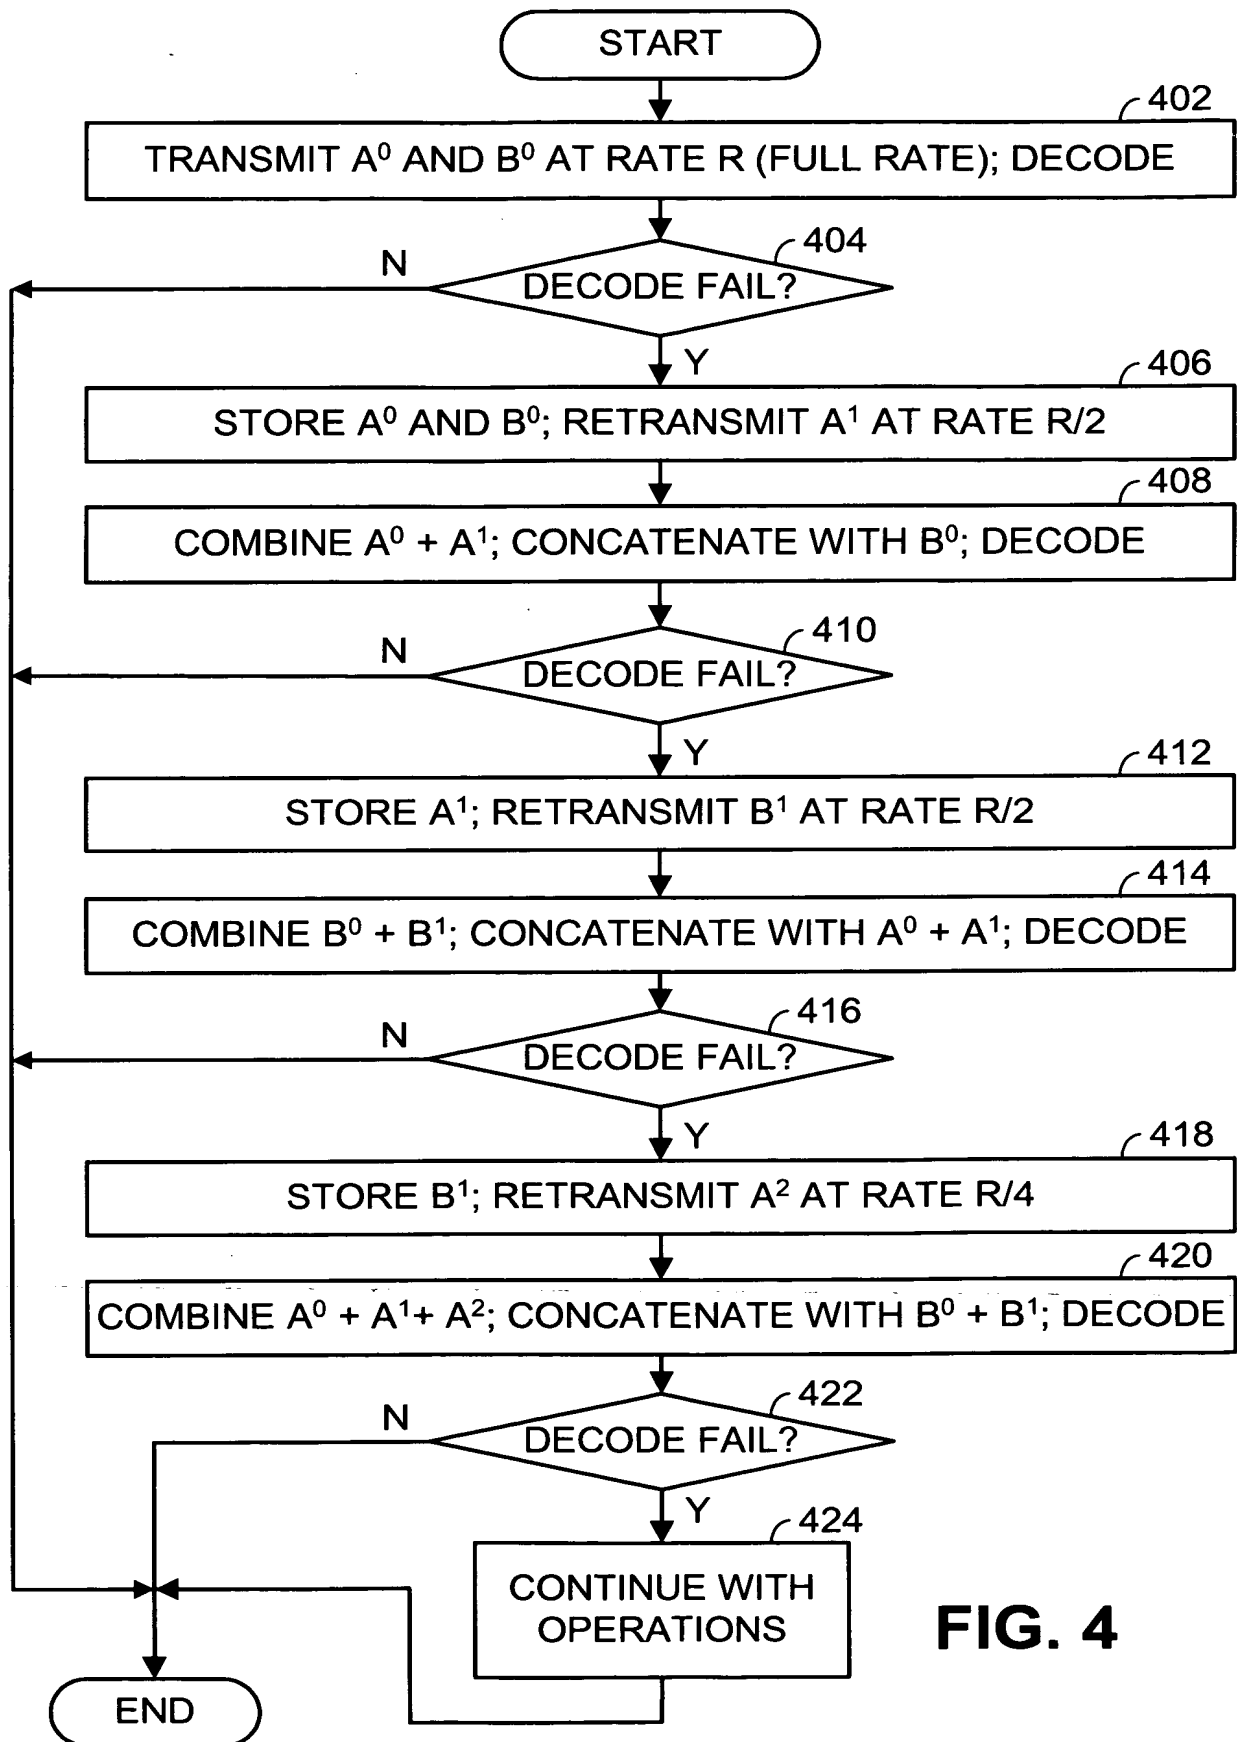 START
402
TRANSMIT A⁰ AND B⁰ AT RATE R (FULL RATE); DECODE
404
N
DECODE FAIL?
Y
406
STORE A⁰ AND B⁰; RETRANSMIT A¹ AT RATE R/2
408
COMBINE A⁰ + A¹; CONCATENATE WITH B⁰; DECODE
410
N
DECODE FAIL?
Y
412
STORE A¹; RETRANSMIT B¹ AT RATE R/2
414
COMBINE B⁰ + B¹; CONCATENATE WITH A⁰ + A¹; DECODE
416
N
DECODE FAIL?
Y
418
STORE B¹; RETRANSMIT A² AT RATE R/4
420
COMBINE A⁰ + A¹+ A²; CONCATENATE WITH B⁰ + B¹; DECODE
422
N
DECODE FAIL?
Y
424
CONTINUE WITH
OPERATIONS
FIG. 4
END